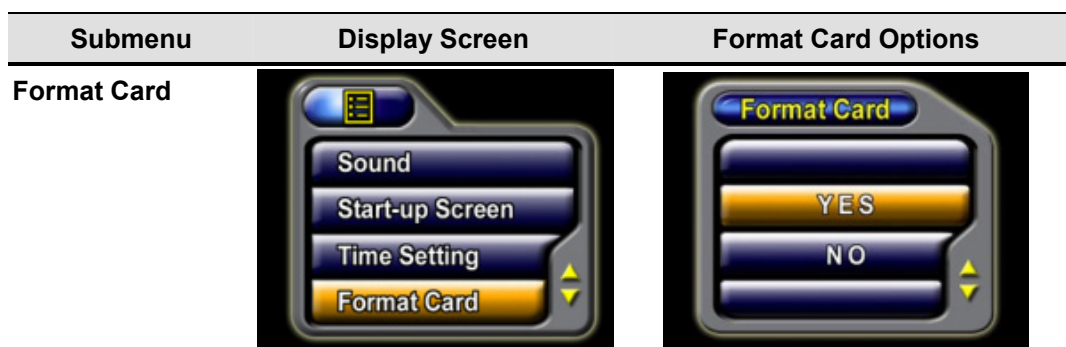 Submenu Display Screen Format Card Options
Format Card
Sound
Start-up Screen
Time Setting
Format Card
Format Card
YES
NO